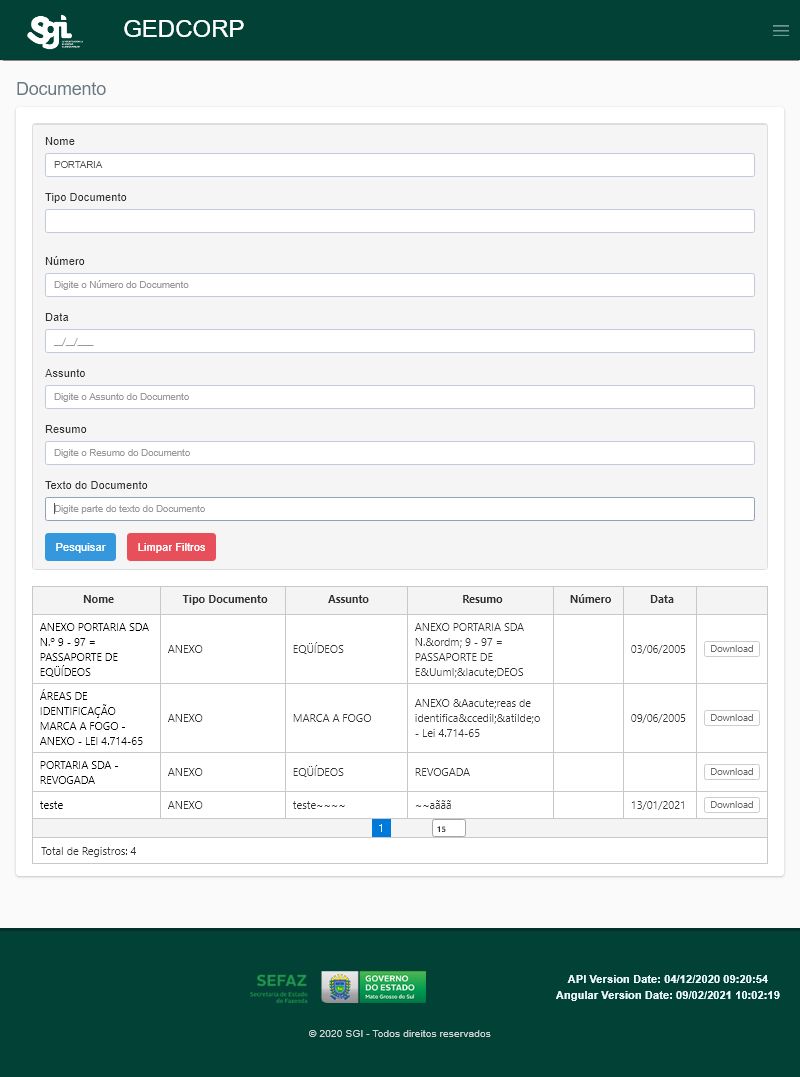 Sgi
GEDCORP
Documento
Nome
PORTARIA
Tipo Documento
Número
Digite o Número do Documento
Data
__/__/____
Assunto
Digite o Assunto do Documento
Resumo
Digite o Resumo do Documento
Texto do Documento
Digite parte do texto do Documento
Pesquisar Limpar Filtros
Nome Tipo Documento Assunto Resumo Número Data
ANEXO PORTARIA SDA
N.º 9 - 97 =
PASSAPORTE DE
EQÜÍDEOS
ANEXO
EQÜÍDEOS
ANEXO PORTARIA SDA
N.&ordm; 9 - 97 =
PASSAPORTE DE
E&Uuml;&Iacute;DEOS
03/06/2005
Download
ÁREAS DE
IDENTIFICAÇÃO
MARCA A FOGO -
ANEXO - LEI 4.714-65
ANEXO
MARCA A FOGO
ANEXO &Aacute;reas de
identifica&ccedil;&atilde;o
- Lei 4.714-65
09/06/2005
Download
PORTARIA SDA -
REVOGADA
ANEXO
EQÜÍDEOS
REVOGADA
Download
teste
ANEXO
teste~~~~
~~aããã
13/01/2021
Download
1 15
Total de Registros: 4
SEFAZ
Secretaria de Estado
de Fazenda
GOVERNO
DO ESTADO
Mato Grosso do Sul
API Version Date: 04/12/2020 09:20:54
Angular Version Date: 09/02/2021 10:02:19
© 2020 SGI - Todos direitos reservados